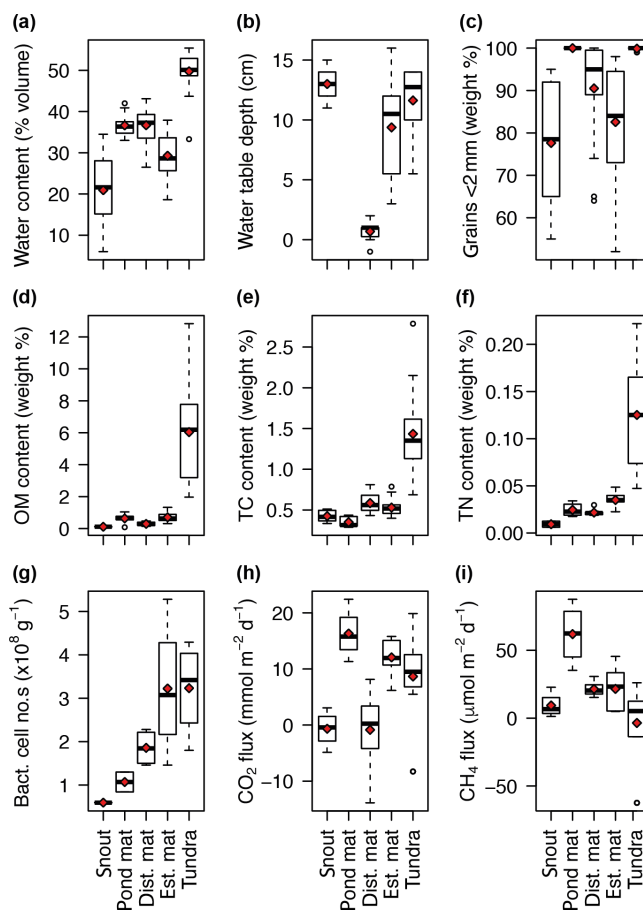 (a)
(b)
(c)
Water content (% volume)
50
40
30
20
10
Water table depth (cm)
15
10
5
0
Grains <2 mm (weight %)
100
90
80
70
60
(d)
(e)
(f)
OM content (weight %)
12
10
8
6
4
2
0
TC content (weight %)
2.5
2.0
1.5
1.0
0.5
TN content (weight %)
0.20
0.15
0.10
0.05
0.00
(g)
(h)
(i)
Bact. cell no.s (x10⁸ g⁻¹)
5
4
3
2
1
CO₂ flux (mmol m⁻² d⁻¹)
20
10
0
−10
CH₄ flux (μmol m⁻² d⁻¹)
50
0
−50
Snout
Pond mat
Dist. mat
Est. mat
Tundra
Snout
Pond mat
Dist. mat
Est. mat
Tundra
Snout
Pond mat
Dist. mat
Est. mat
Tundra